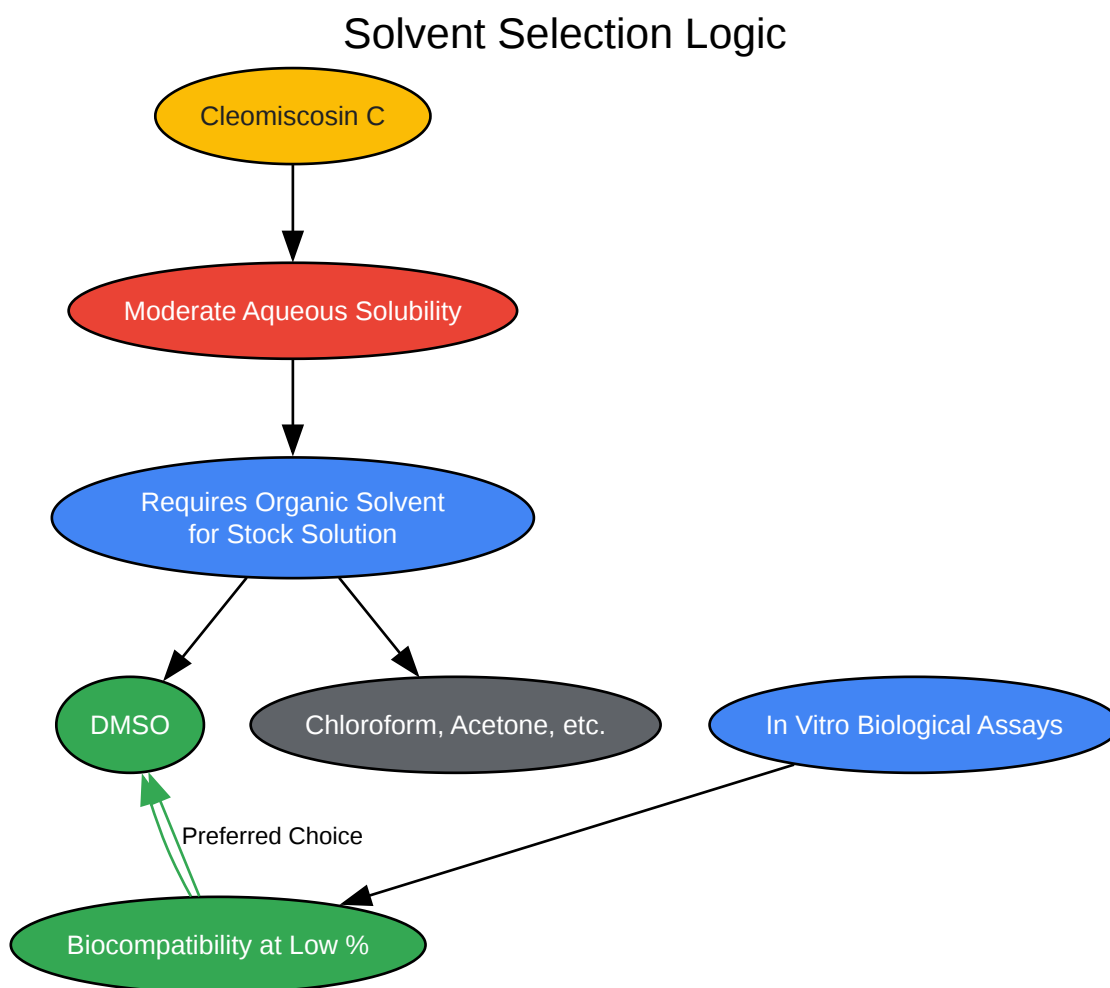 Solvent Selection Logic
Cleomiscosin C
Moderate Aqueous Solubility
Requires Organic Solvent
for Stock Solution
DMSO
Chloroform, Acetone, etc.
In Vitro Biological Assays
Preferred Choice
Biocompatibility at Low %